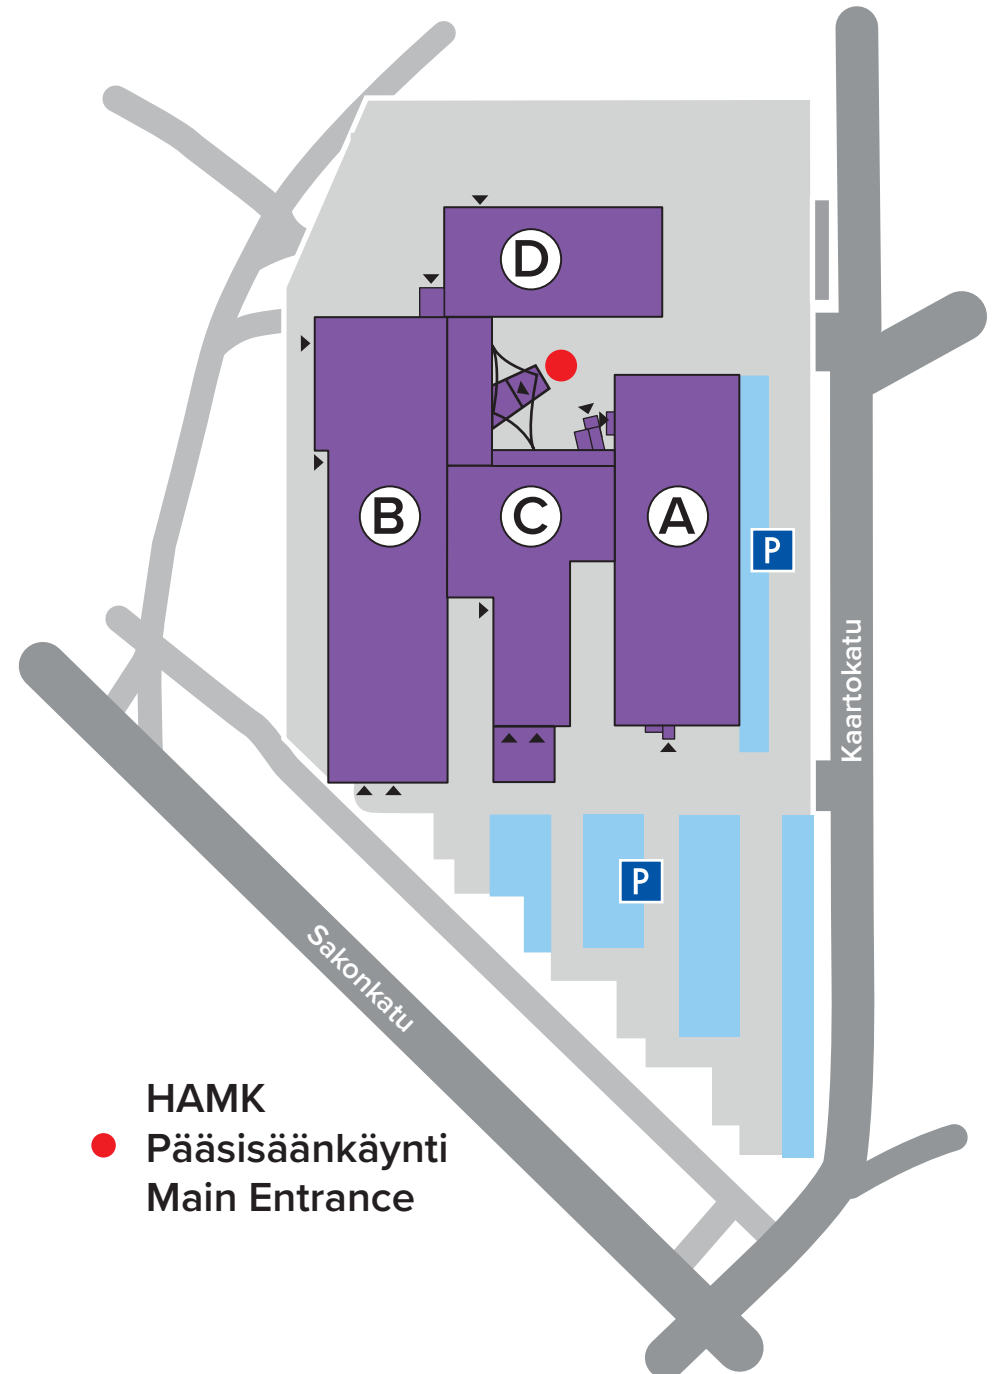 D
B
C
A
P
Kaartokatu
P
Sakonkatu
HAMK
Pääsisäänkäynti
Main Entrance